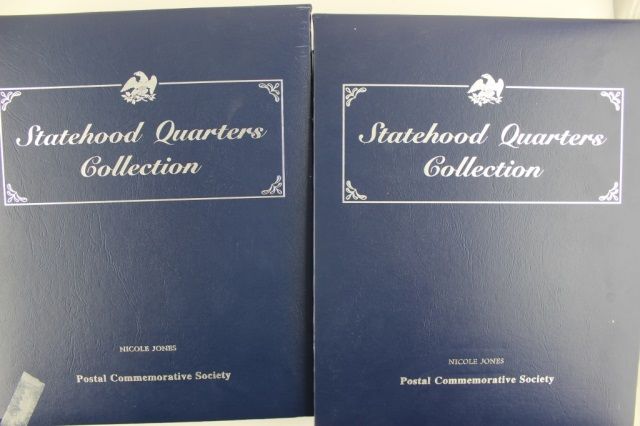 Statehood Quarters
Collection
NICOLE JONES
Postal Commemorative Society
Statehood Quarters
Collection
NICOLE JONES
Postal Commemorative Society